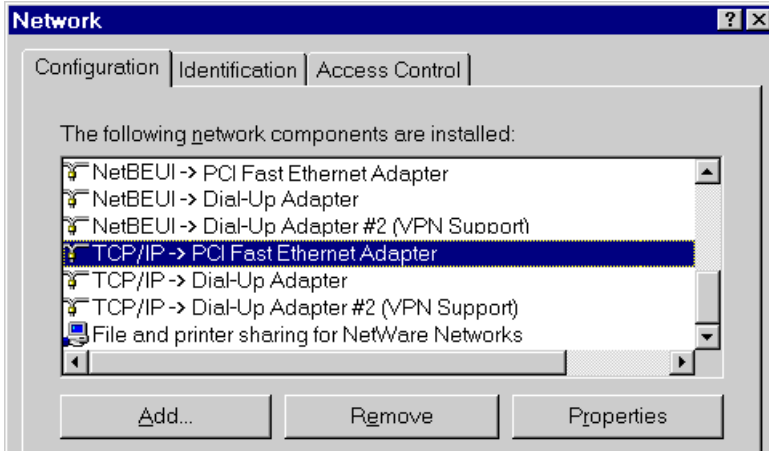 Network
Configuration Identification Access Control
The following network components are installed:
NetBEUI -> PCI Fast Ethernet Adapter
NetBEUI -> Dial-Up Adapter
NetBEUI -> Dial-Up Adapter #2 (VPN Support)
TCP/IP -> PCI Fast Ethernet Adapter
TCP/IP -> Dial-Up Adapter
TCP/IP -> Dial-Up Adapter #2 (VPN Support)
File and printer sharing for NetWare Networks
Add... Remove Properties